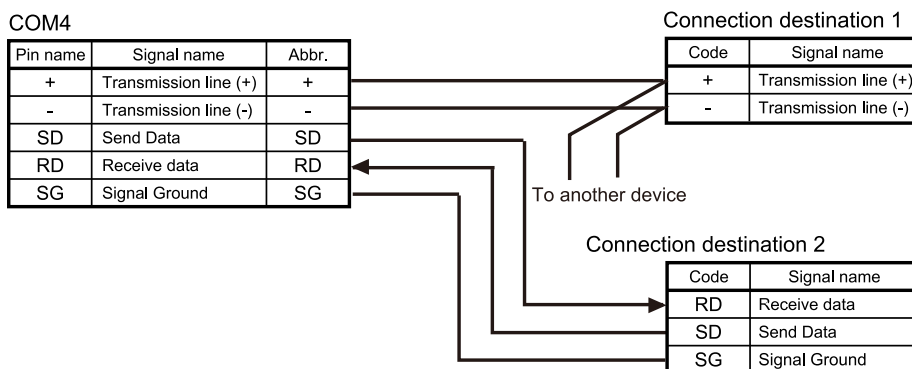 COM4
Pin name Signal name Abbr.
+ Transmission line (+) +
- Transmission line (-) -
SD Send Data SD
RD Receive data RD
SG Signal Ground SG
Connection destination 1
Code Signal name
+ Transmission line (+)
- Transmission line (-)
To another device
Connection destination 2
Code Signal name
RD Receive data
SD Send Data
SG Signal Ground